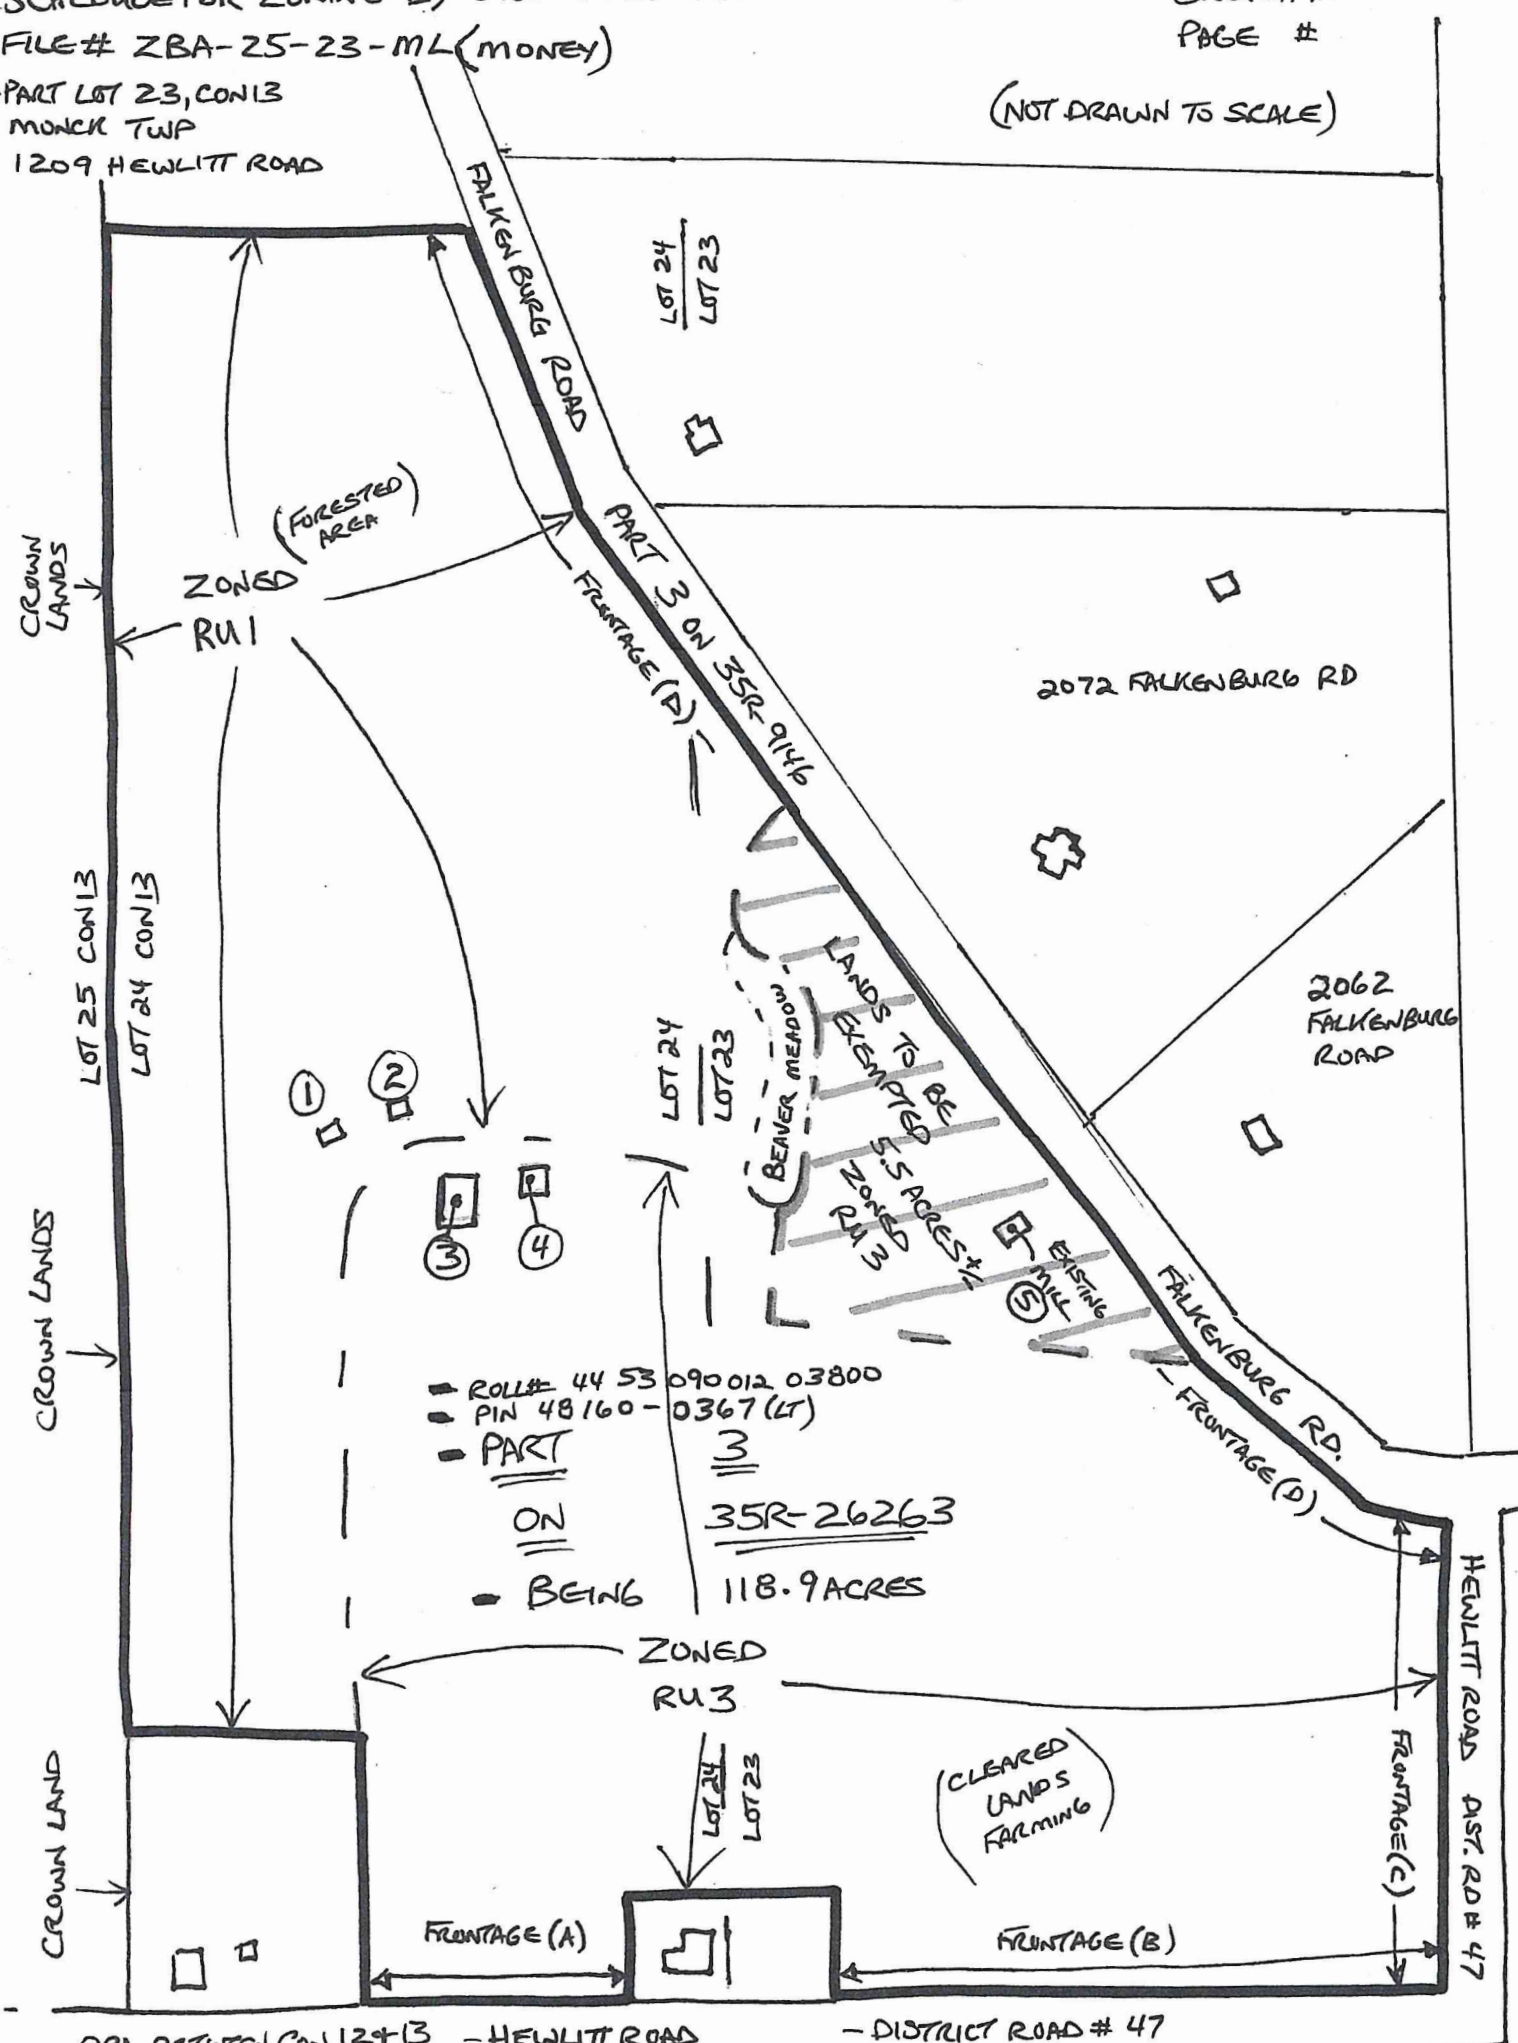 FILE# ZBA-25-23-ML (MONEY)
PAGE #
PART LOT 23, CON13
MONCK TWP
1209 HEWLITT ROAD
(NOT DRAWN TO SCALE)
FALKENBURG ROAD
LOT 24
LOT 23
(FORESTED
AREA)
CROWN
LANDS
ZONED
RU1
PART 3 ON 35R-9146
FRONTAGE (D)
2072 FALKENBURG RD
2062
FALKENBURG
ROAD
LOT 25 CON13
LOT 24 CON13
LOT 24
LOT 23
BEAVER MEADOW
LANDS TO BE
EXEMPTED
5.5 ACRES +/-
ZONED
RU3
1
2
3
4
EXISTING
MILL
5
CROWN LANDS
FALKENBURG RD.
FRONTAGE (D)
- ROLL# 44 53 090012 03800
- PIN 48160-0367 (LT)
- PART 3
ON 35R-26263
- BEING 118.9 ACRES
ZONED
RU3
HEWLITT ROAD DIST. RD # 47
FRONTAGE (C)
LOT 24
LOT 23
(CLEARED
LANDS
FARMING)
CROWN LAND
FRONTAGE (A)
FRONTAGE (B)
CON 12+13 - HEWLITT ROAD - DISTRICT ROAD # 47